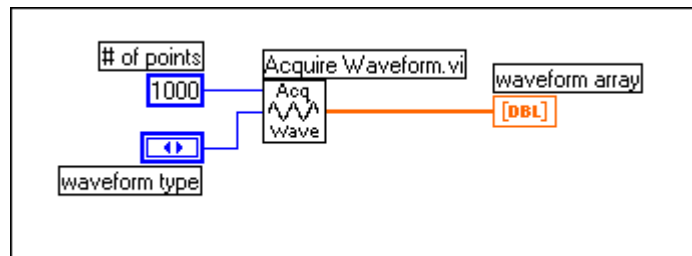 # of points
1000
Acquire Waveform.vi
Acq
Wave
waveform array
[DBL]
waveform type